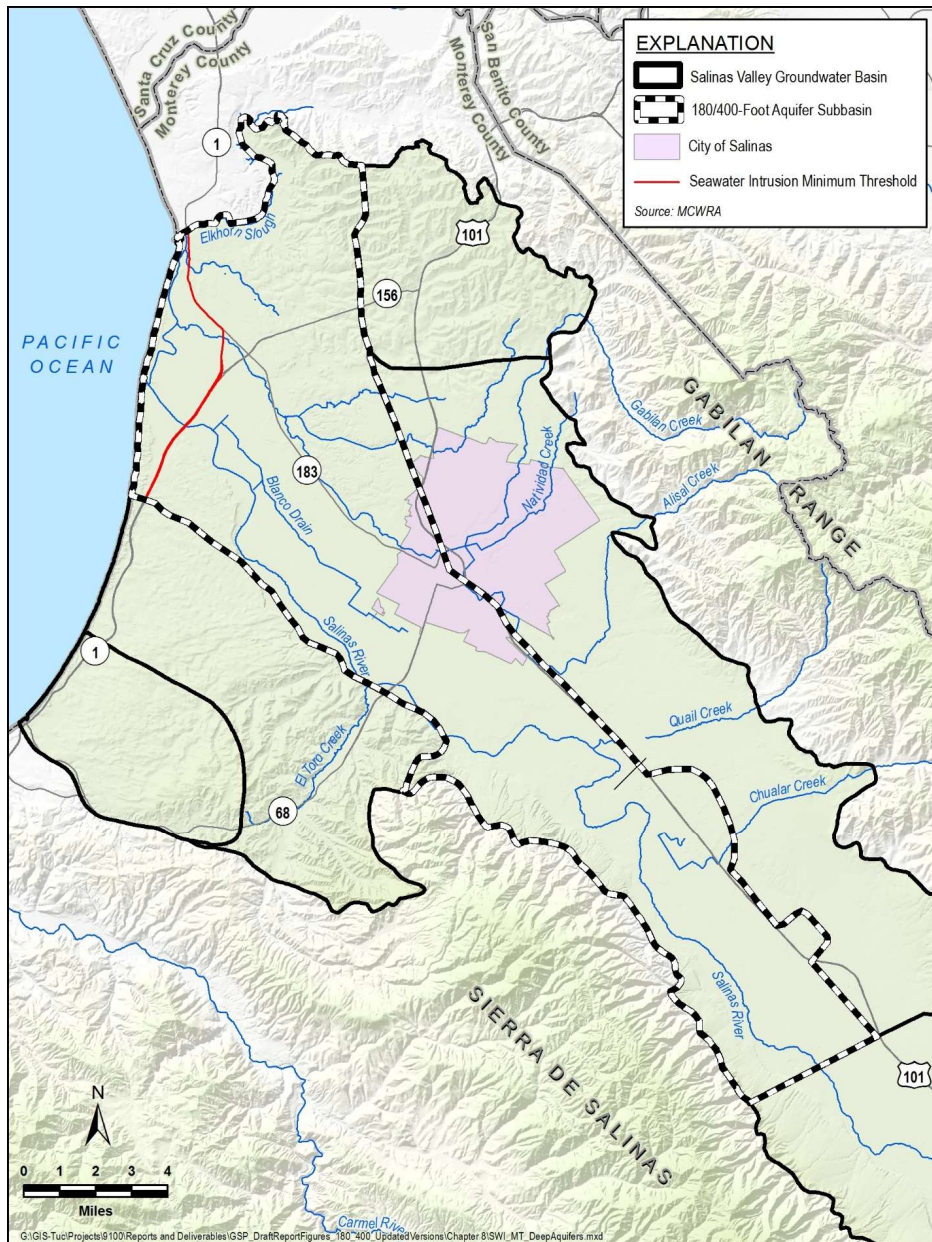 EXPLANATION
Salinas Valley Groundwater Basin
180/400-Foot Aquifer Subbasin
City of Salinas
Seawater Intrusion Minimum Threshold
Source: MCWRA
Santa Cruz County
Monterey County
San Benito County
Monterey County
1
Elkhorn Slough
101
156
PACIFIC
OCEAN
GABILAN
RANGE
Gabilan Creek
Alisal Creek
Natividad Creek
183
Blanco Drain
Salinas River
1
El Toro Creek
68
Quail Creek
Chualar Creek
Salinas River
SIERRA DE SALINAS
101
N
0 1 2 3 4
Miles
Carmel River
G:\GIS-Tuc\Projects\9100\Reports and Deliverables\GSP_DraftReportFigures_180_400_UpdatedVersions\Chapter 8\SWI_MT_DeepAquifers.mxd